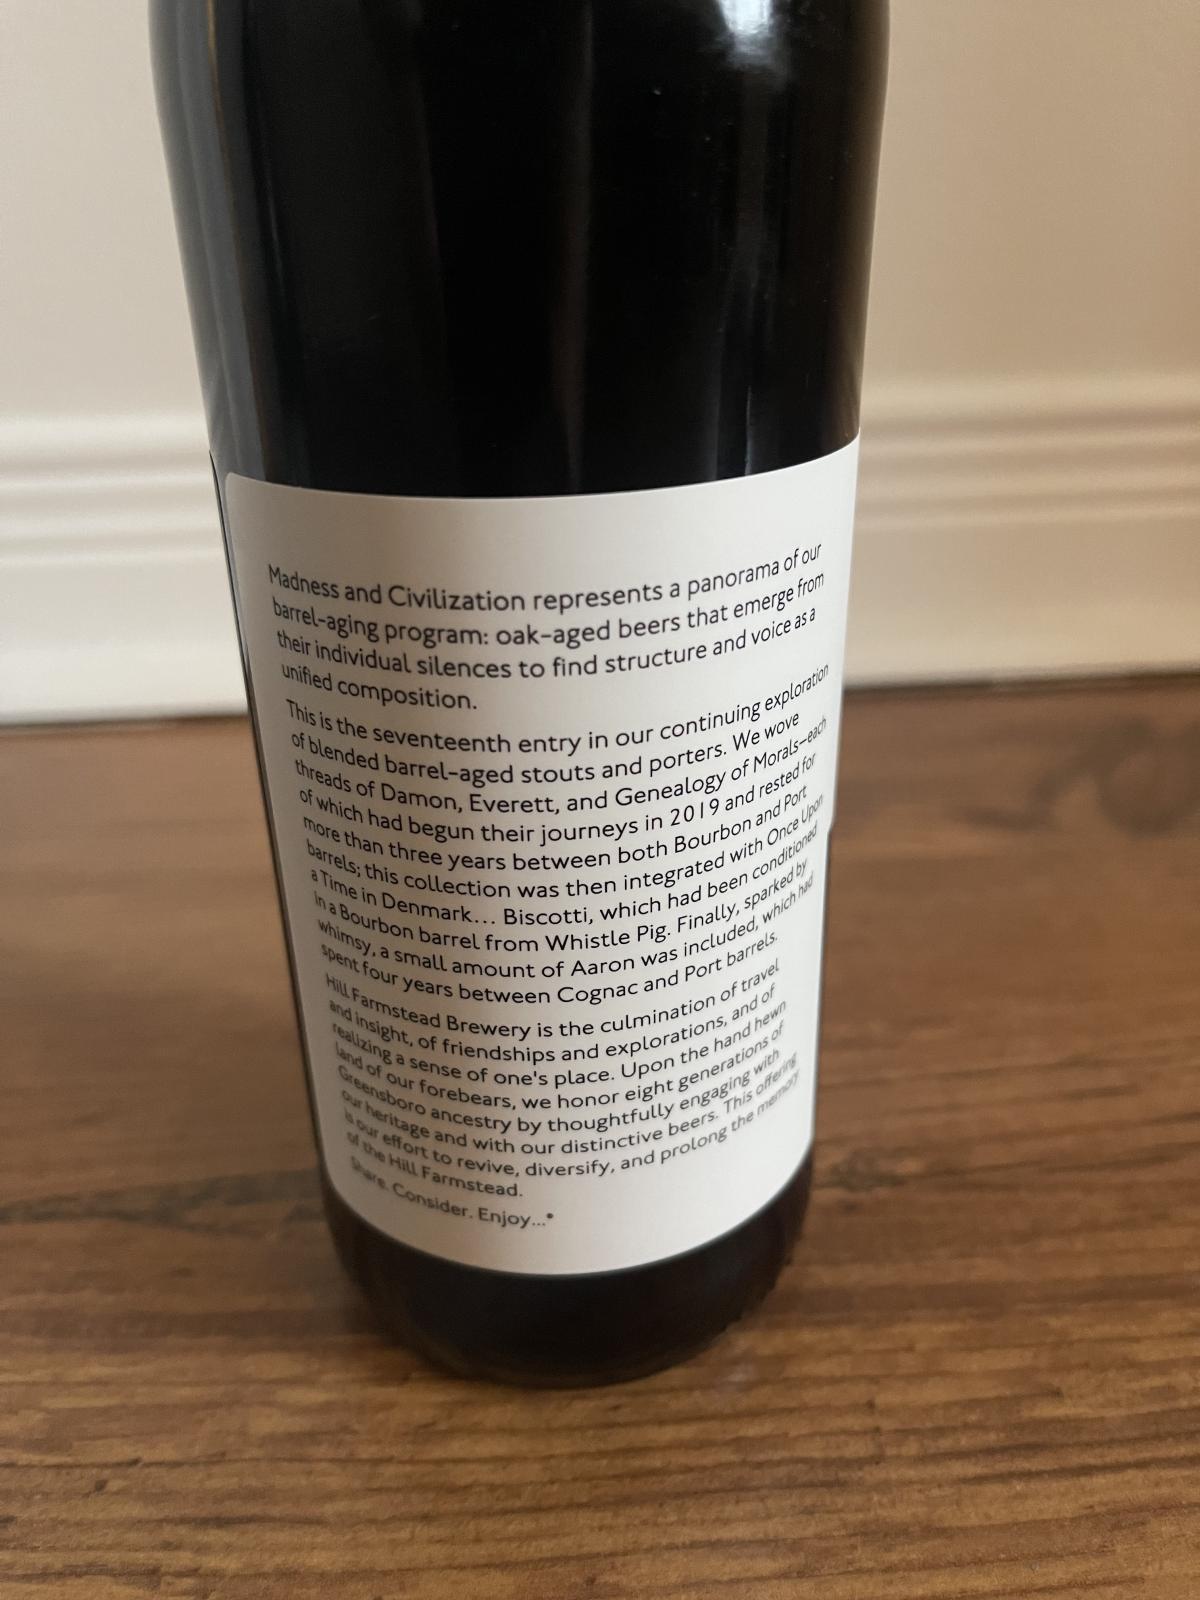 Madness and Civilization represents a panorama of our
barrel-aging program: oak-aged beers that emerge from
their individual silences to find structure and voice as a
unified composition.
This is the seventeenth entry in our continuing exploration
of blended barrel-aged stouts and porters. We wove
threads of Damon, Everett, and Genealogy of Morals—each
of which had begun their journeys in 2019 and rested for
more than three years between both Bourbon and Port
barrels; this collection was then integrated with Once Upon
a Time in Denmark... Biscotti, which had been conditioned
in a Bourbon barrel from Whistle Pig. Finally, sparked by
whimsy, a small amount of Aaron was included, which had
spent four years between Cognac and Port barrels.
Hill Farmstead Brewery is the culmination of travel
and insight, of friendships and explorations, and of
realizing a sense of one's place. Upon the hand hewn
land of our forebears, we honor eight generations of
Greensboro ancestry by thoughtfully engaging with
our heritage and with our distinctive beers. This offering
is our effort to revive, diversify, and prolong the memory
of the Hill Farmstead.
Share. Consider. Enjoy...*